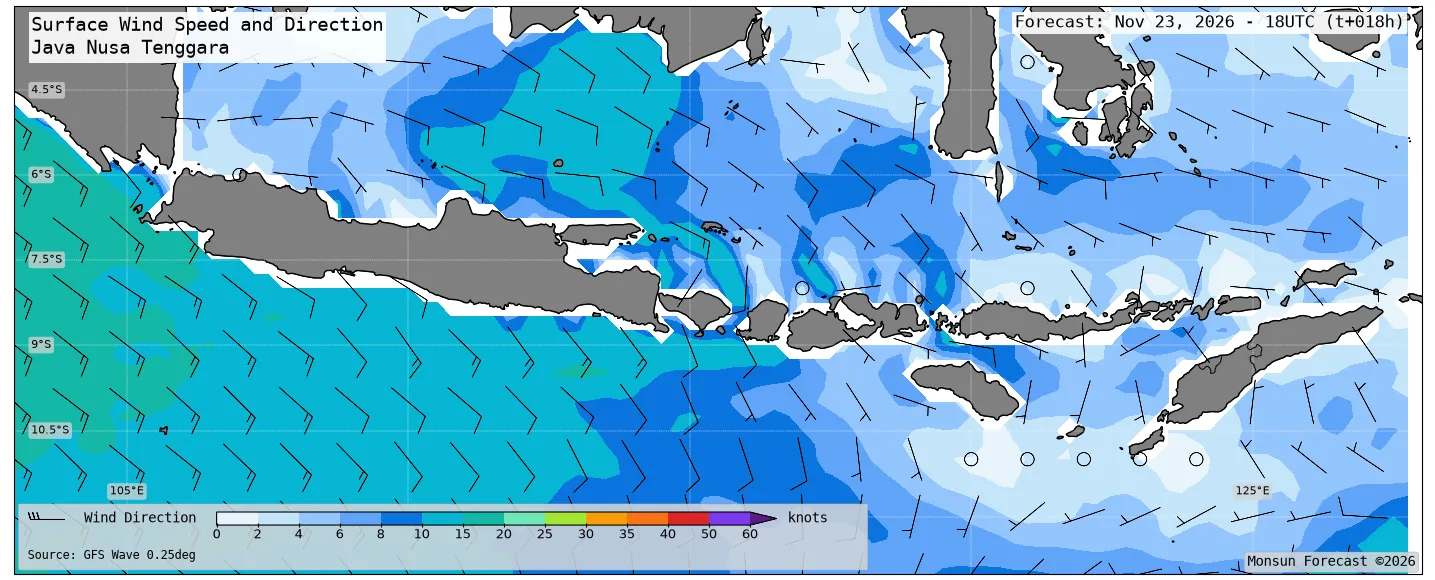 Surface Wind Speed and Direction
Java Nusa Tenggara
Forecast: Nov 23, 2026 - 18UTC (t+018h)
4.5°S
6°S
7.5°S
9°S
10.5°S
105°E
125°E
Wind Direction
0 2 4 6 8 10 15 20 25 30 35 40 50 60
knots
Source: GFS Wave 0.25deg
Monsun Forecast ©2026